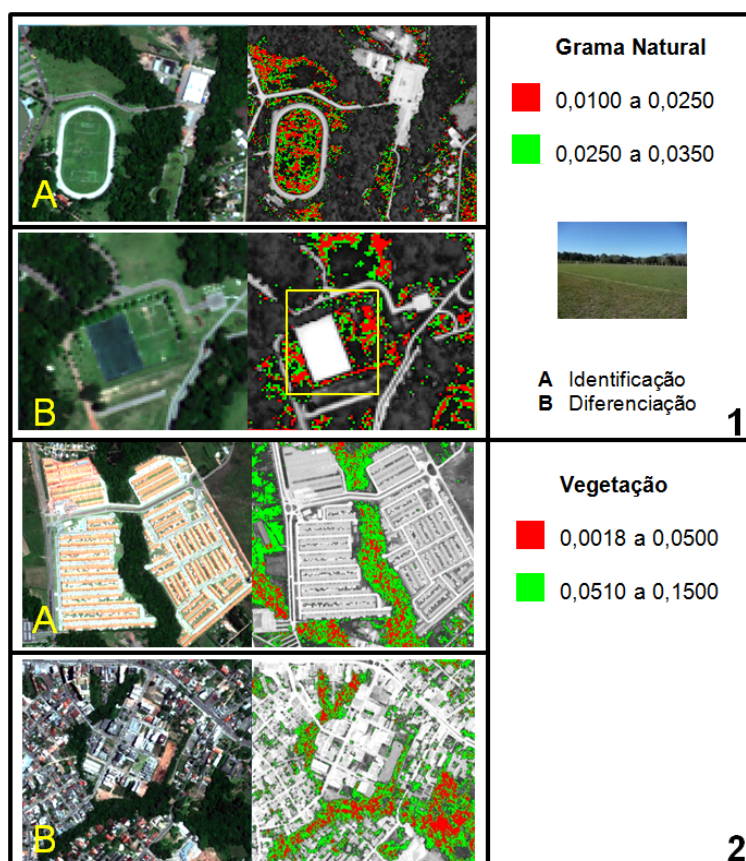 Grama Natural
0,0100 a 0,0250
0,0250 a 0,0350
A
B
A Identificação
B Diferenciação
1
Vegetação
0,0018 a 0,0500
0,0510 a 0,1500
A
B
2